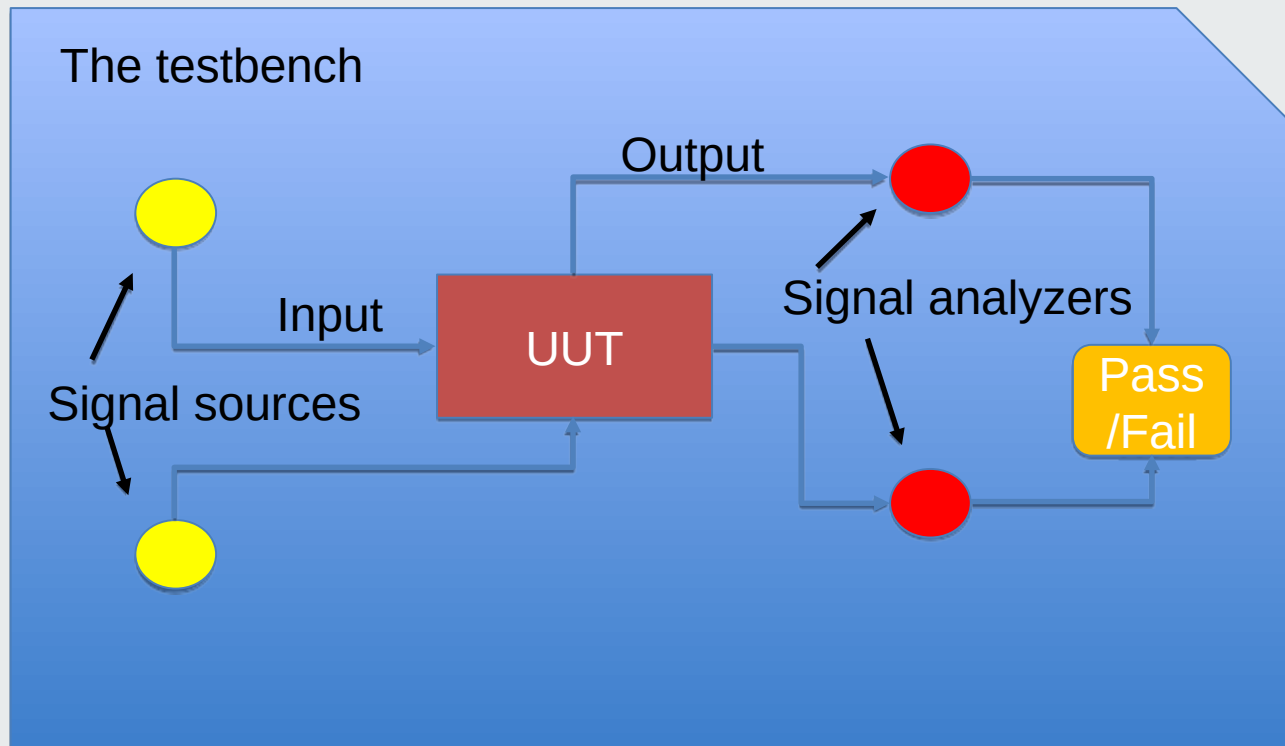 The testbench
Output
Input
Signal analyzers
UUT
Pass
/Fail
Signal sources